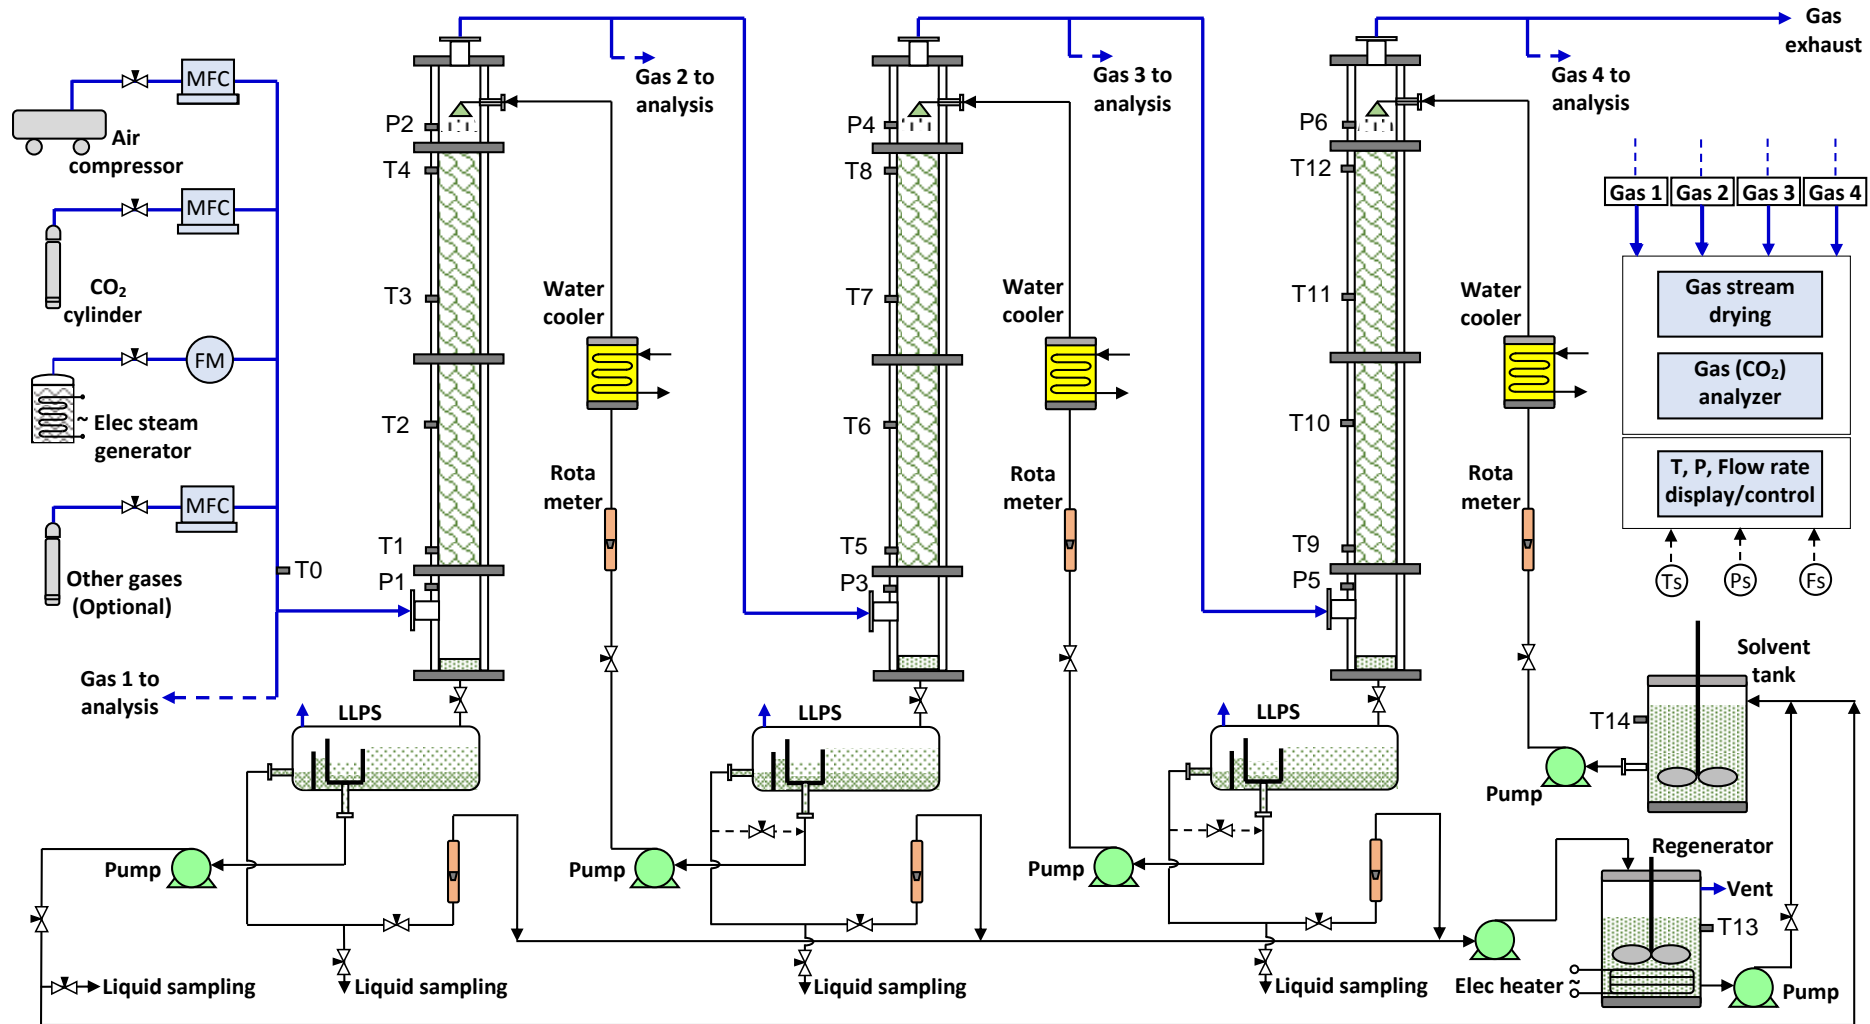 Gas
exhaust
Gas 2 to
analysis
Gas 3 to
analysis
Gas 4 to
analysis
MFC
Air
compressor
P2
T4
P4
T8
P6
T12
Gas 1
Gas 2
Gas 3
Gas 4
MFC
CO₂
cylinder
T3
T7
T11
Water
cooler
Water
cooler
Water
cooler
Gas stream
drying
Gas (CO₂)
analyzer
FM
~ Elec steam
generator
T2
T6
T10
Rota
meter
Rota
meter
Rota
meter
T, P, Flow rate
display/control
MFC
Other gases
(Optional)
T0
T1
P1
T5
P3
T9
P5
Ts
Ps
Fs
Gas 1 to
analysis
LLPS
LLPS
LLPS
Solvent
tank
T14
Pump
Pump
Pump
Pump
Regenerator
Vent
T13
Liquid sampling
Liquid sampling
Liquid sampling
Liquid sampling
Elec heater ~
Pump